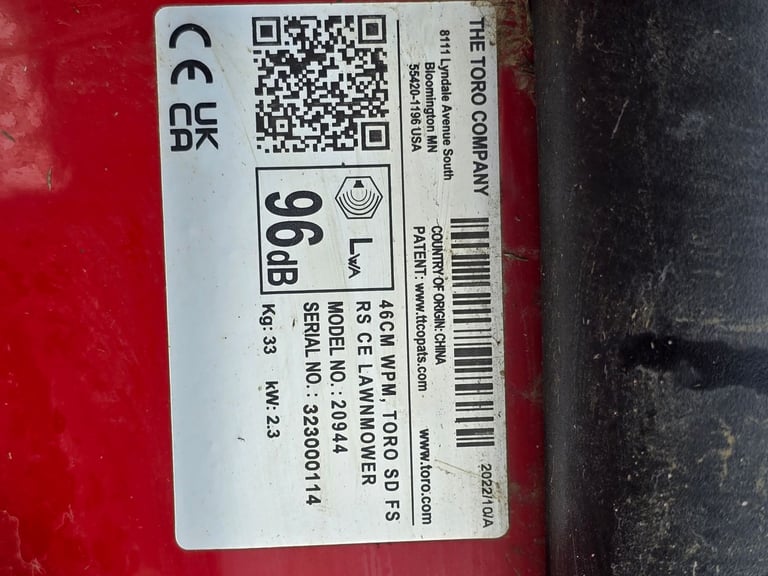 THE TORO COMPANY
8111 Lyndale Avenue South
Bloomington MN
55420-1196 USA
2022/10/A
COUNTRY OF ORIGIN: CHINA
PATENT: www.ttcopats.com
www.toro.com
LWA
96dB
46CM WPM, TORO SD FS
RS CE LAWNMOWER
MODEL NO.: 20944
SERIAL NO.: 323000114
Kg: 33 kW: 2.3
CE
UK
CA